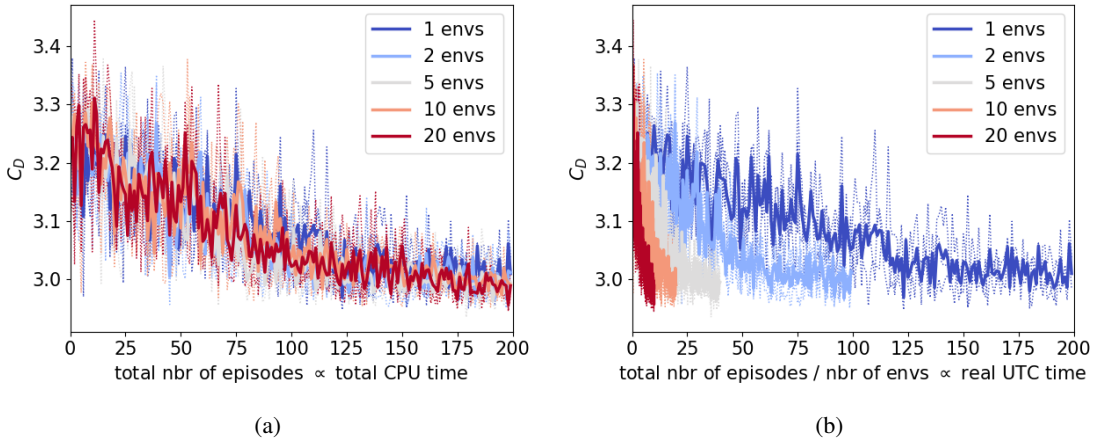 3.4
3.3
3.2
3.1
3.0
C_D
0 25 50 75 100 125 150 175 200
total nbr of episodes ∝ total CPU time
1 envs
2 envs
5 envs
10 envs
20 envs
(a)
3.4
3.3
3.2
3.1
3.0
C_D
0 25 50 75 100 125 150 175 200
total nbr of episodes / nbr of envs ∝ real UTC time
1 envs
2 envs
5 envs
10 envs
20 envs
(b)